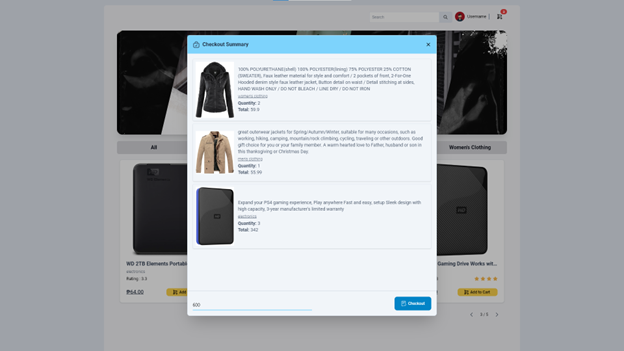 Search
Username
Checkout Summary
100% POLYURETHANE(shell) 100% POLYESTER(lining) 75% POLYESTER 25% COTTON
(SWEATER), Faux leather material for style and comfort / 2 pockets of front, 2-For-One
Hooded denim style faux leather jacket, Button detail on waist / Detail stitching at sides,
HAND WASH ONLY / DO NOT BLEACH / LINE DRY / DO NOT IRON
women's clothing
Quantity: 2
Total: 59.9
great outerwear jackets for Spring/Autumn/Winter, suitable for many occasions, such as
working, hiking, camping, mountain/rock climbing, cycling, traveling or other outdoors. Good
gift choice for you or your family member. A warm hearted love to Father, husband or son in
this thanksgiving or Christmas Day.
men's clothing
Quantity: 1
Total: 55.99
Expand your PS4 gaming experience, Play anywhere Fast and easy, setup Sleek design with
high capacity, 3-year manufacturer's limited warranty
electronics
Quantity: 3
Total: 342
600
Checkout
All
Women's Clothing
WD 2TB Elements Portab
Rating : 3.3
₱64.00
Add
Gaming Drive Works wit...
Add to Cart